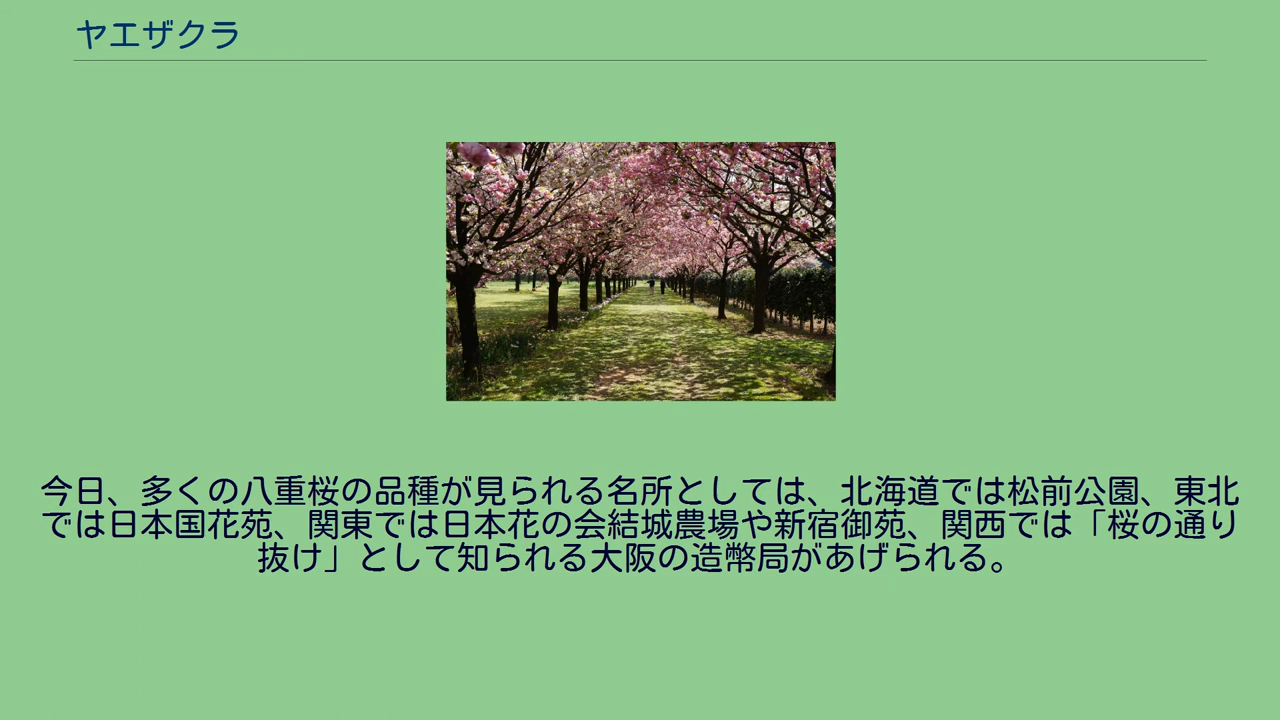 ヤエザクラ
今日、多くの八重桜の品種が見られる名所としては、北海道では松前公園、東北
では日本国花苑、関東では日本花の会結城農場や新宿御苑、関西では「桜の通り
抜け」として知られる大阪の造幣局があげられる。